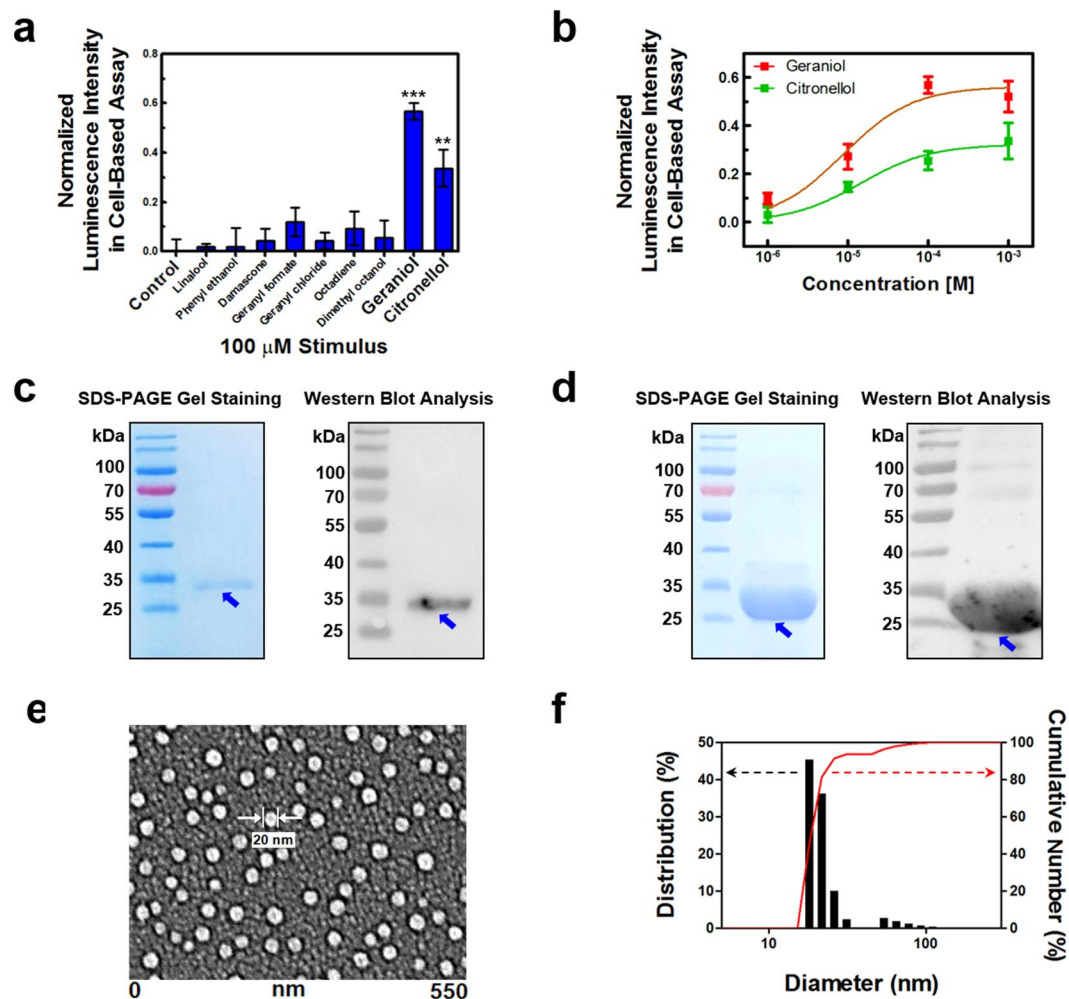 a
Normalized
Luminescence Intensity
in Cell-Based Assay
0.8
0.6
0.4
0.2
0.0
***
**
Control
Linalool
Phenyl ethanol
Damascone
Geranyl formate
Geranyl chloride
Octadiene
Dimethyl octanol
Geraniol
Citronellol
100 μM Stimulus
b
Normalized
Luminescence Intensity
in Cell-Based Assay
0.6
0.4
0.2
0.0
Geraniol
Citronellol
10⁻⁶
10⁻⁵
10⁻⁴
10⁻³
Concentration [M]
c
SDS-PAGE Gel Staining
kDa
100
70
55
40
35
25
Western Blot Analysis
kDa
100
70
55
40
35
25
d
SDS-PAGE Gel Staining
kDa
100
70
55
40
35
25
Western Blot Analysis
kDa
100
70
55
40
35
25
e
20 nm
0 nm 550
f
Distribution (%)
50
40
30
20
10
0
10
100
Diameter (nm)
100
80
60
40
20
0
Cumulative Number (%)